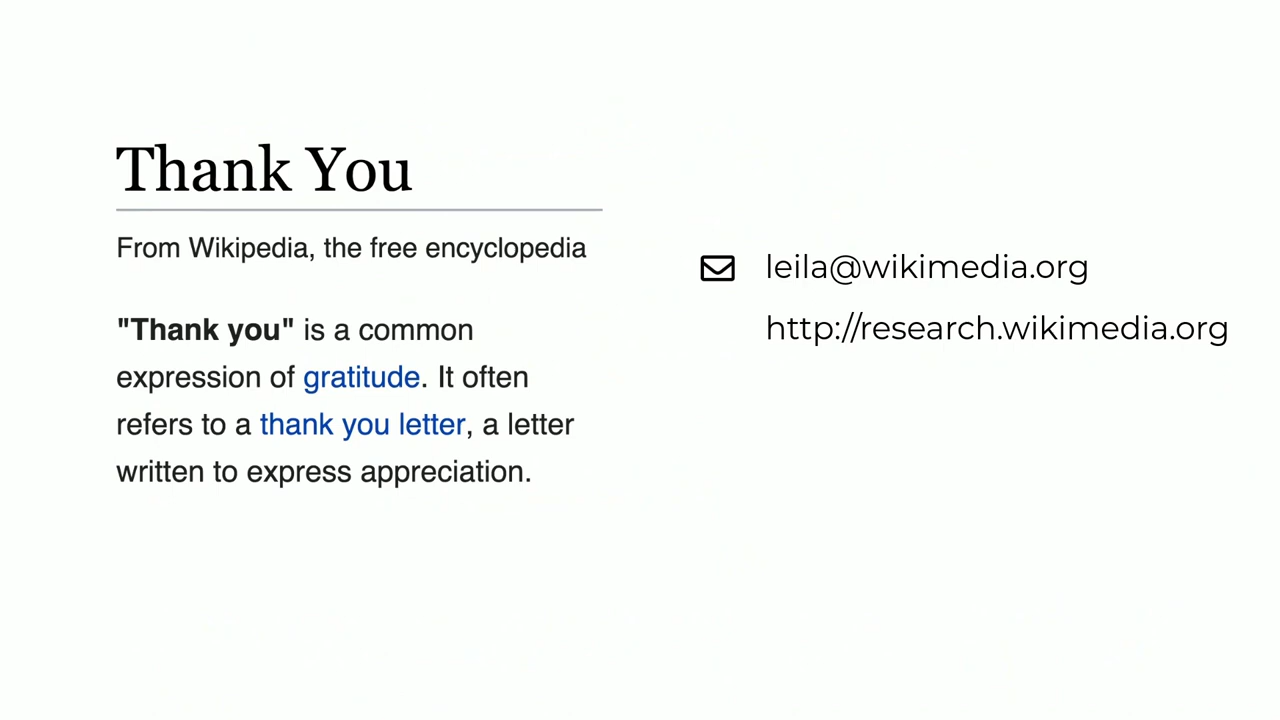 Thank You
From Wikipedia, the free encyclopedia
"Thank you" is a common
expression of gratitude. It often
refers to a thank you letter, a letter
written to express appreciation.
leila@wikimedia.org
http://research.wikimedia.org